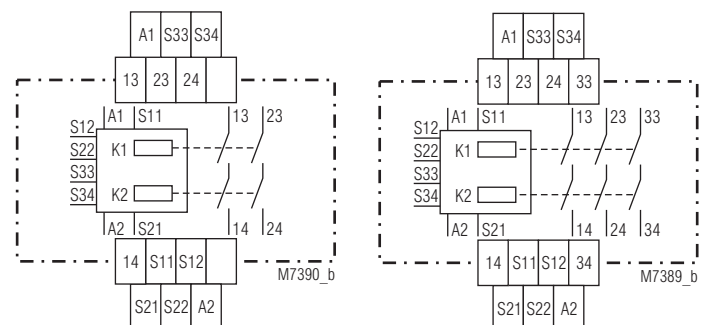 A1 S33 S34
13 23 24
A1 S11 13 23
S12
S22
S33
S34
K1
K2
A2 S21 14 24
14 S11 S12
M7390_b
S21 S22 A2
A1 S33 S34
13 23 24 33
A1 S11 13 23 33
S12
S22
S33
S34
K1
K2
A2 S21 14 24 34
14 S11 S12 34
M7389_b
S21 S22 A2